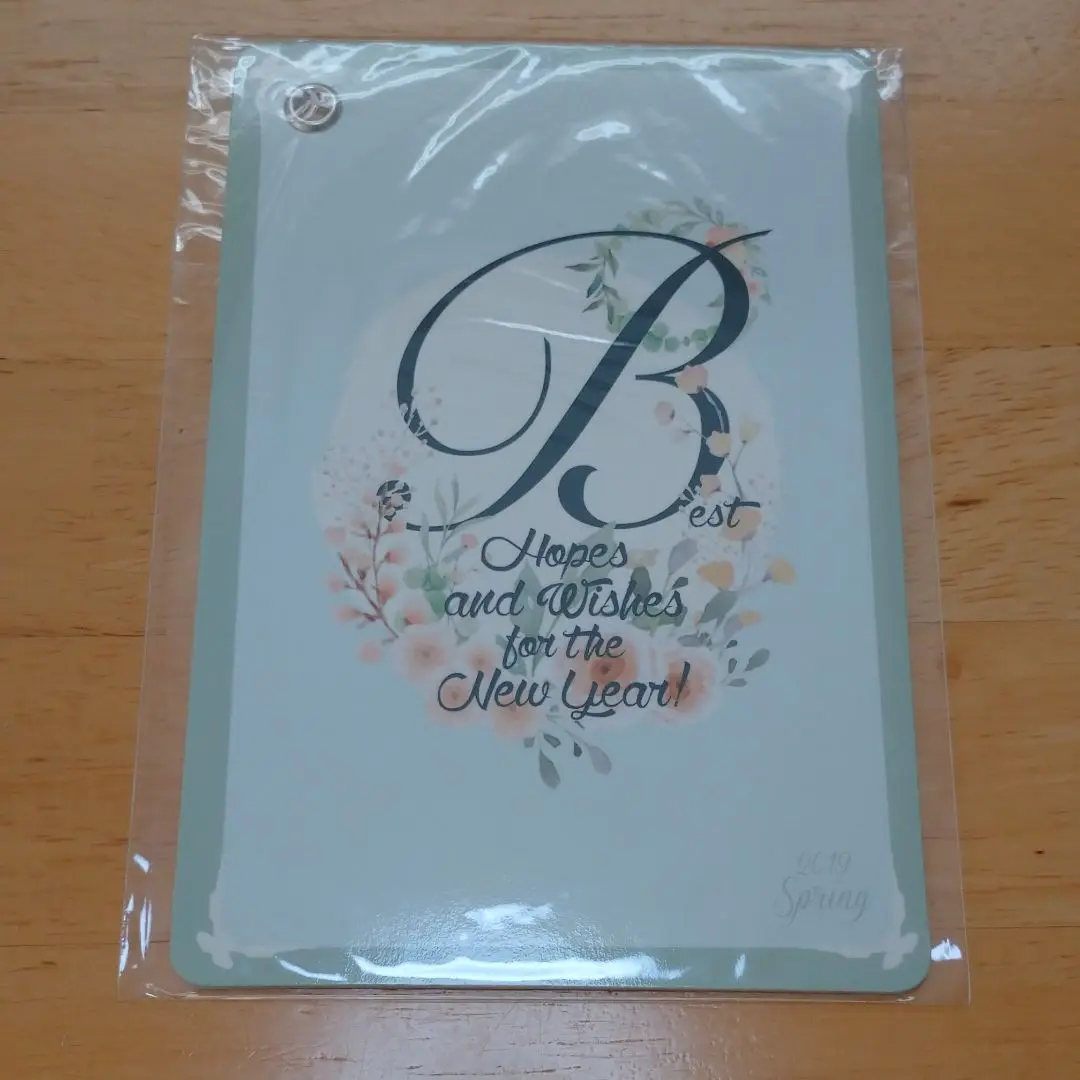 Best
Hopes
and Wishes
for the
New Year!
2019
Spring